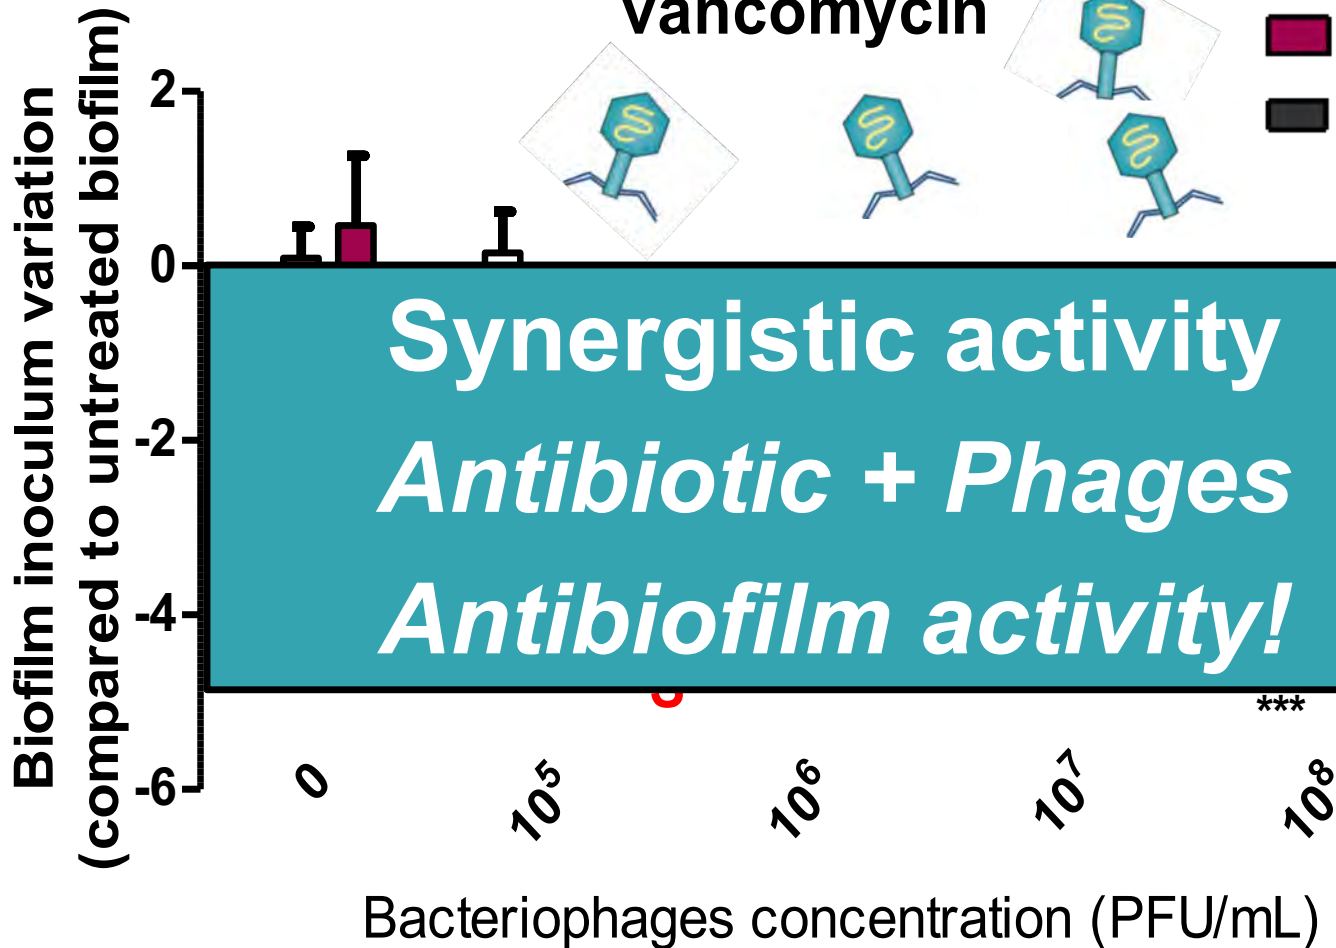 vancomycin
Biofilm inoculum variation
(compared to untreated biofilm)
2
0
-2
-4
-6
Synergistic activity
Antibiotic + Phages
Antibiofilm activity!
***
0
10⁵
10⁶
10⁷
10⁸
Bacteriophages concentration (PFU/mL)